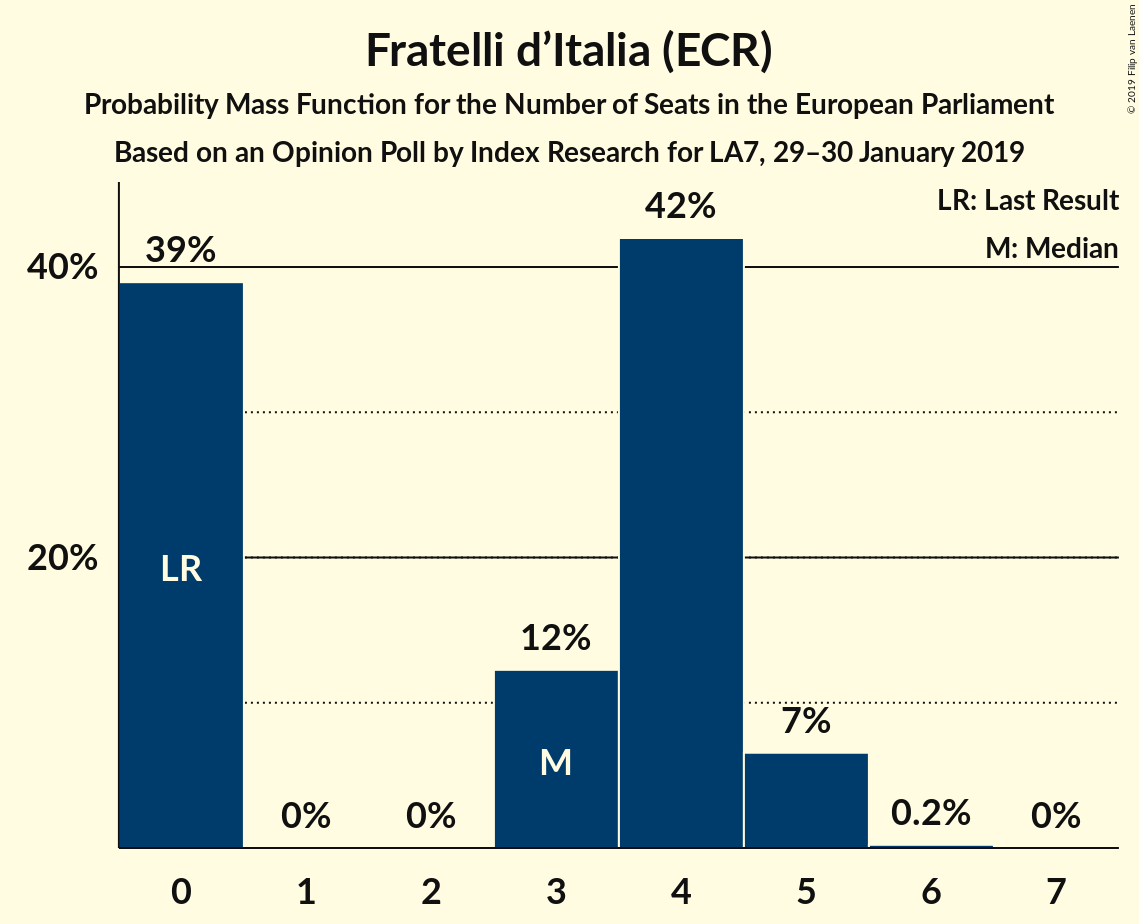 Fratelli d’Italia (ECR)
Probability Mass Function for the Number of Seats in the European Parliament
Based on an Opinion Poll by Index Research for LA7, 29–30 January 2019
© 2019 Filip van Laenen
LR: Last Result
M: Median
40%
20%
39%
0%
0%
12%
42%
7%
0.2%
0%
LR
M
0 1 2 3 4 5 6 7